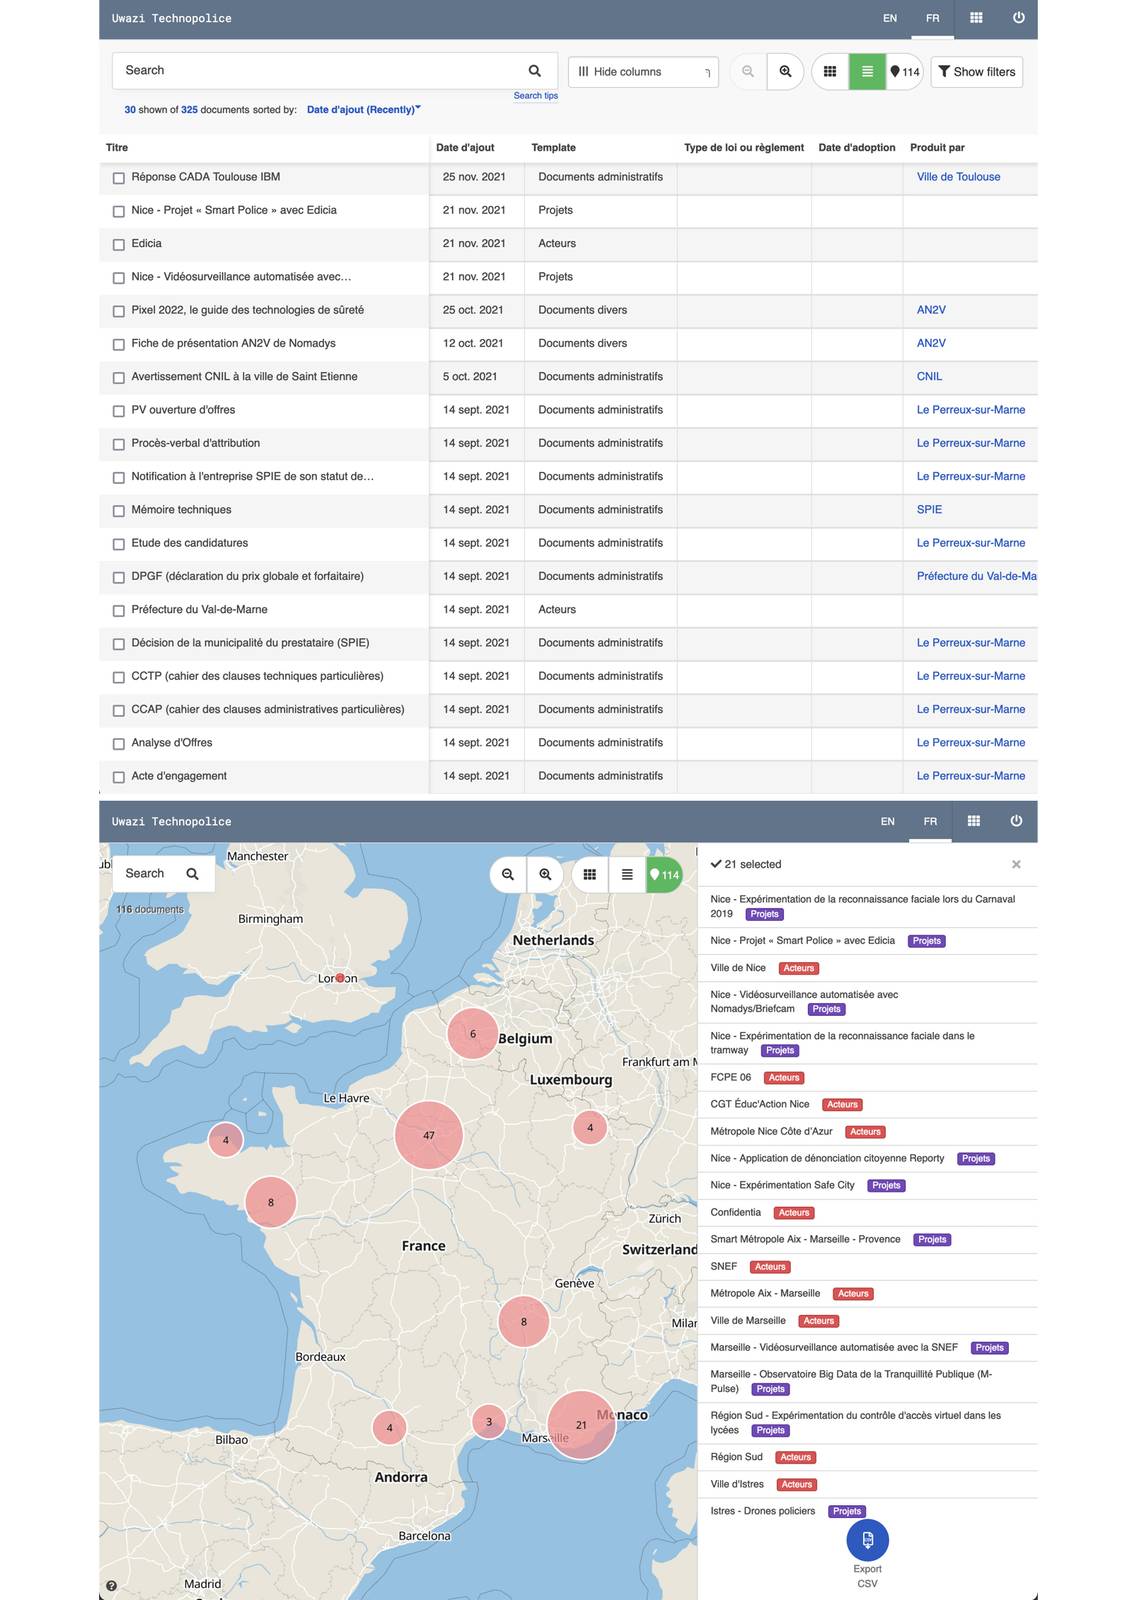 Uwazi Technopolice
EN
FR
Search
Hide columns
114
Show filters
Search tips
30 shown of 325 documents sorted by: Date d'ajout (Recently)
Titre Date d'ajout Template Type de loi ou règlement Date d'adoption Produit par
Réponse CADA Toulouse IBM 25 nov. 2021 Documents administratifs Ville de Toulouse
Nice - Projet « Smart Police » avec Edicia 21 nov. 2021 Projets
Edicia 21 nov. 2021 Acteurs
Nice - Vidéosurveillance automatisée avec… 21 nov. 2021 Projets
Pixel 2022, le guide des technologies de sûreté 25 oct. 2021 Documents divers AN2V
Fiche de présentation AN2V de Nomadys 12 oct. 2021 Documents divers AN2V
Avertissement CNIL à la ville de Saint Etienne 5 oct. 2021 Documents administratifs CNIL
PV ouverture d'offres 14 sept. 2021 Documents administratifs Le Perreux-sur-Marne
Procès-verbal d'attribution 14 sept. 2021 Documents administratifs Le Perreux-sur-Marne
Notification à l'entreprise SPIE de son statut de… 14 sept. 2021 Documents administratifs Le Perreux-sur-Marne
Mémoire techniques 14 sept. 2021 Documents administratifs SPIE
Etude des candidatures 14 sept. 2021 Documents administratifs Le Perreux-sur-Marne
DPGF (déclaration du prix globale et forfaitaire) 14 sept. 2021 Documents administratifs Préfecture du Val-de-Ma
Préfecture du Val-de-Marne 14 sept. 2021 Acteurs
Décision de la municipalité du prestataire (SPIE) 14 sept. 2021 Documents administratifs Le Perreux-sur-Marne
CCTP (cahier des clauses techniques particulières) 14 sept. 2021 Documents administratifs Le Perreux-sur-Marne
CCAP (cahier des clauses administratives particulières) 14 sept. 2021 Documents administratifs Le Perreux-sur-Marne
Analyse d'Offres 14 sept. 2021 Documents administratifs Le Perreux-sur-Marne
Acte d'engagement 14 sept. 2021 Documents administratifs Le Perreux-sur-Marne
Uwazi Technopolice
EN
FR
Manchester
Search
114
116 documents
Birmingham
Netherlands
London
6
Belgium
Frankfurt am M
Luxembourg
Le Havre
47
4
4
8
Zürich
France
Switzerland
Genève
8
Milan
Bordeaux
Monaco
21
3
4
Marseille
Bilbao
Andorra
Barcelona
Madrid
21 selected
Nice - Expérimentation de la reconnaissance faciale lors du Carnaval
2019 Projets
Nice - Projet « Smart Police » avec Edicia Projets
Ville de Nice Acteurs
Nice - Vidéosurveillance automatisée avec
Nomadys/Briefcam Projets
Nice - Expérimentation de la reconnaissance faciale dans le
tramway Projets
FCPE 06 Acteurs
CGT Éduc'Action Nice Acteurs
Métropole Nice Côte d'Azur Acteurs
Nice - Application de dénonciation citoyenne Reporty Projets
Nice - Expérimentation Safe City Projets
Confidentia Acteurs
Smart Métropole Aix - Marseille - Provence Projets
SNEF Acteurs
Métropole Aix - Marseille Acteurs
Ville de Marseille Acteurs
Marseille - Vidéosurveillance automatisée avec la SNEF Projets
Marseille - Observatoire Big Data de la Tranquillité Publique (M-
Pulse) Projets
Région Sud - Expérimentation du contrôle d'accès virtuel dans les
lycées Projets
Région Sud Acteurs
Ville d'Istres Acteurs
Istres - Drones policiers Projets
Export
CSV